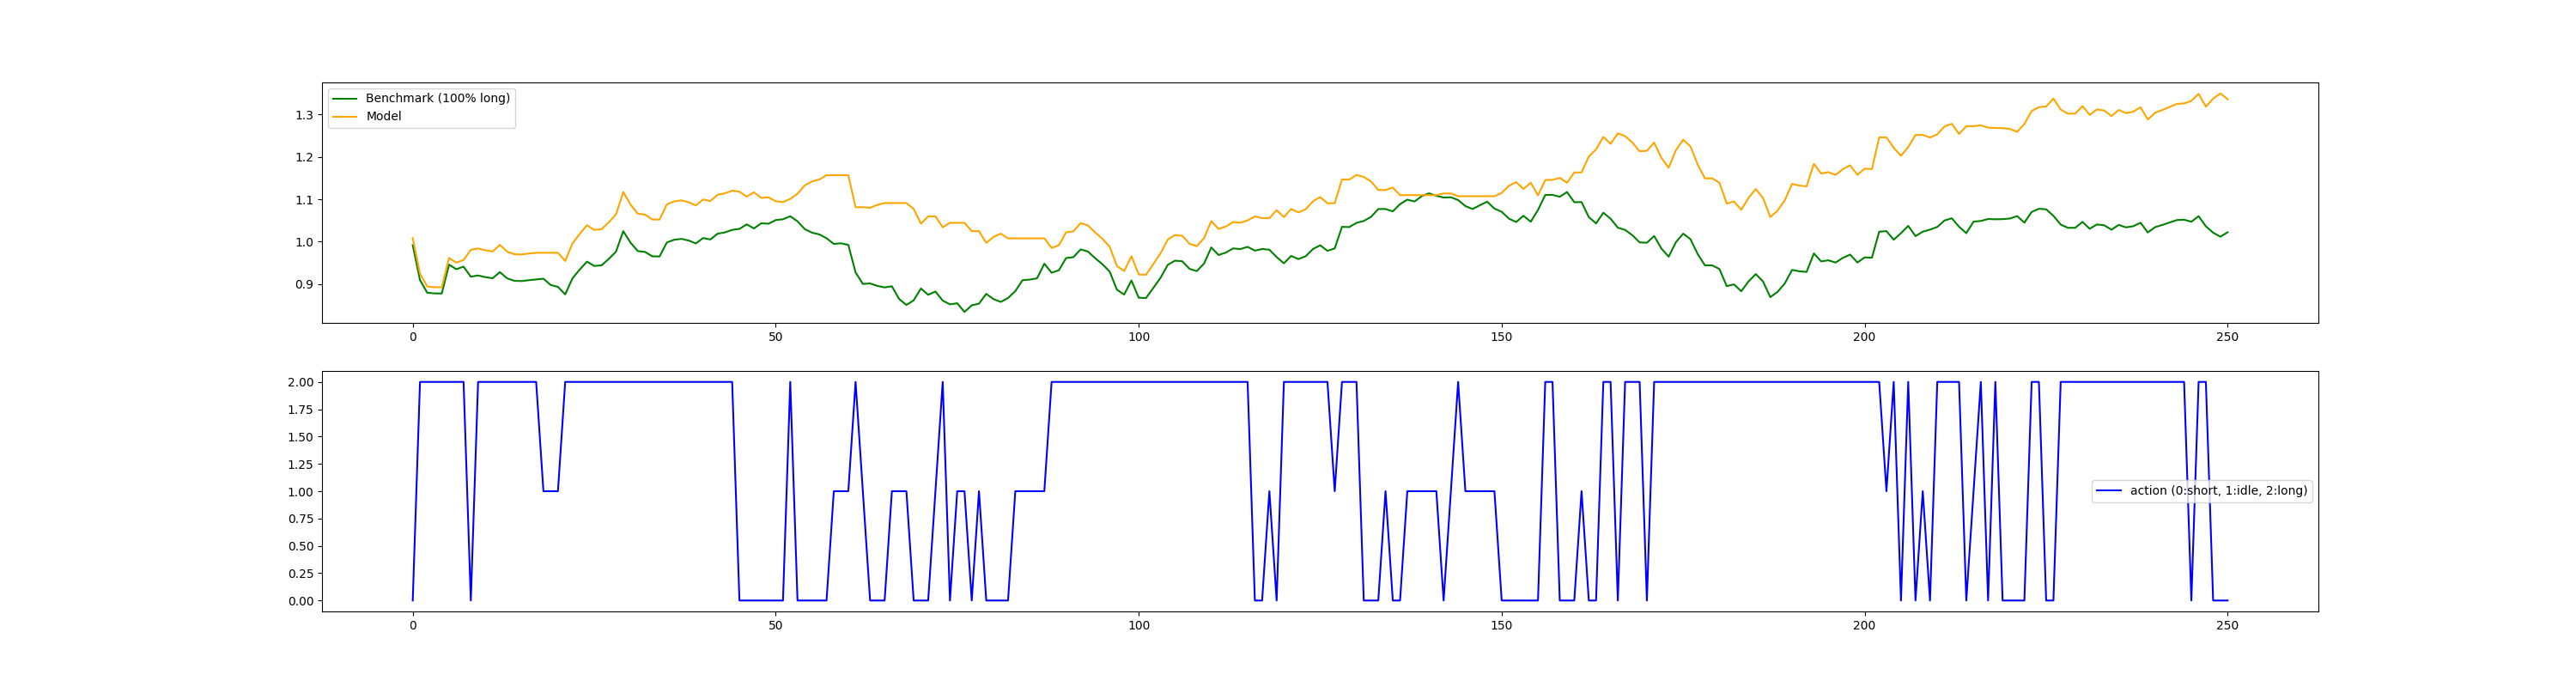 Benchmark (100% long)
Model
1.3
1.2
1.1
1.0
0.9
0 50 100 150 200 250
2.00
1.75
1.50
1.25
1.00
0.75
0.50
0.25
0.00
action (0:short, 1:idle, 2:long)
0 50 100 150 200 250